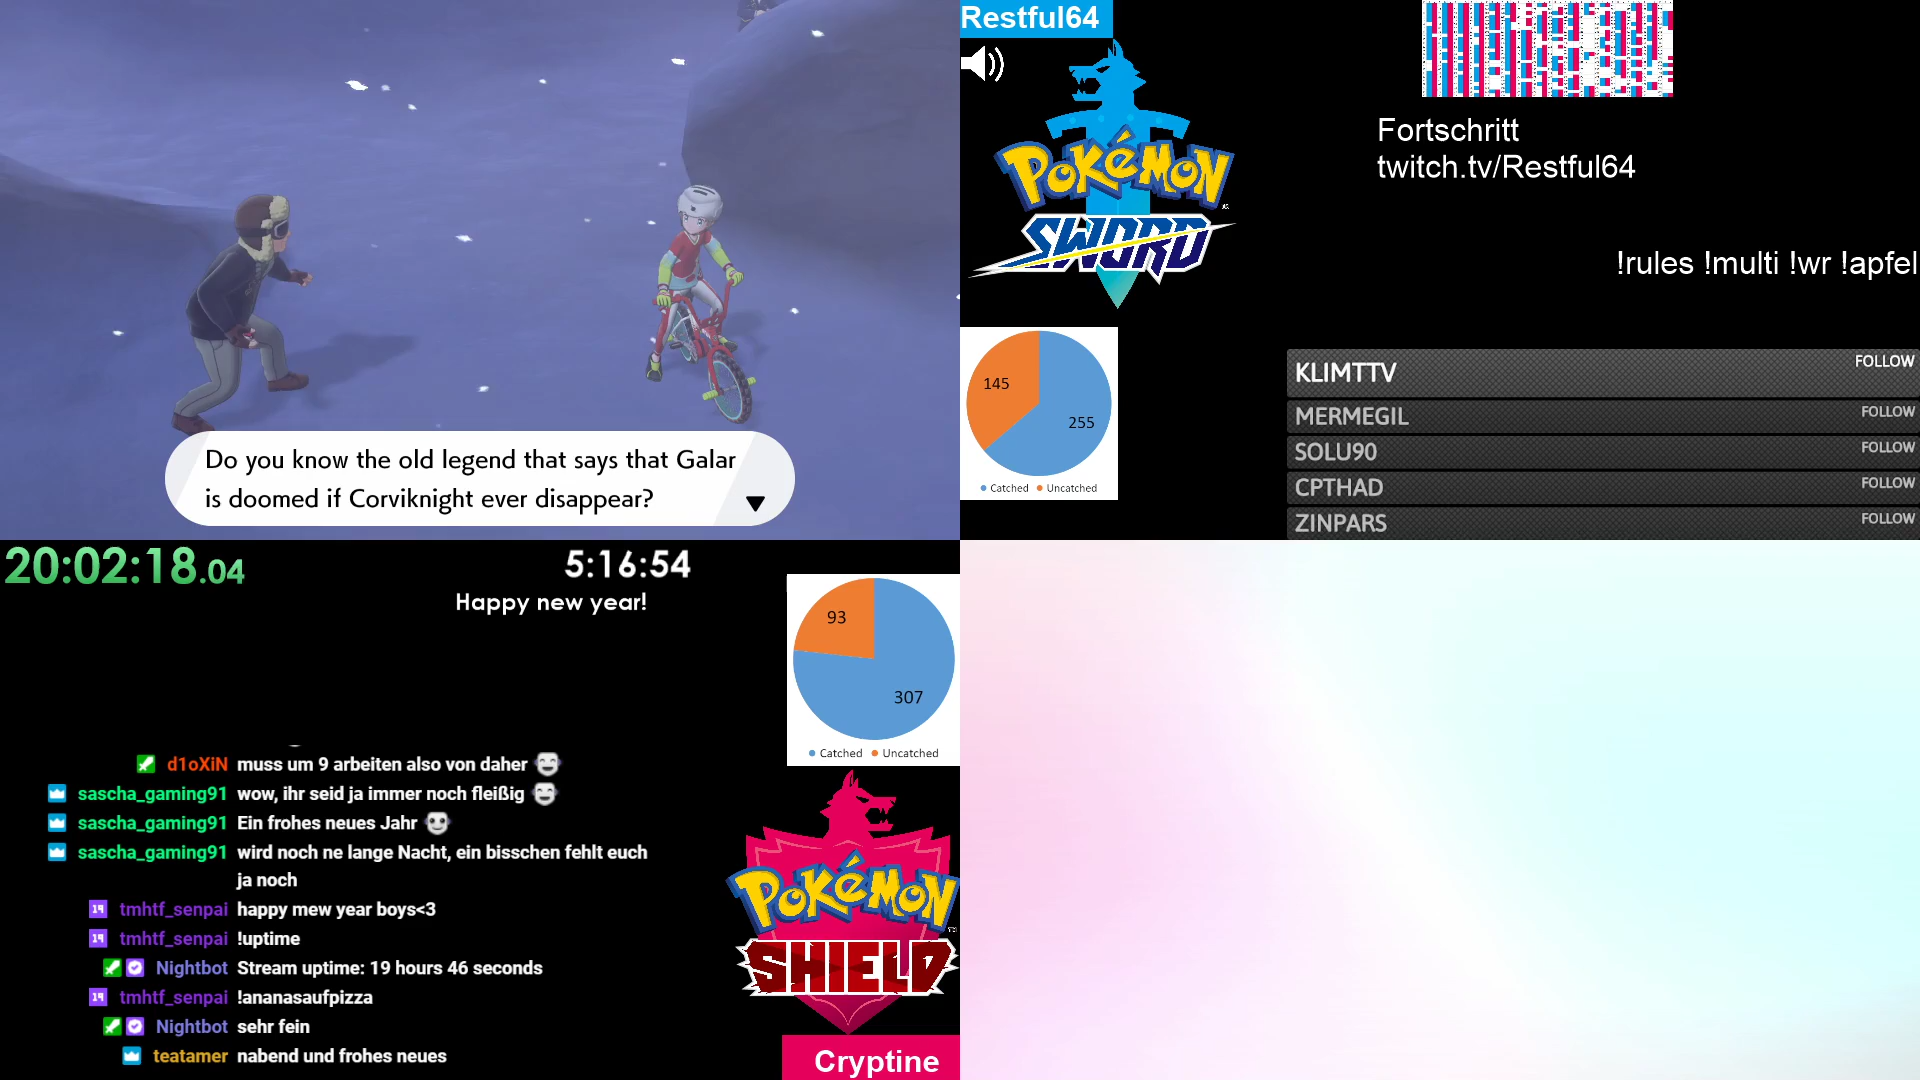 Do you know the old legend that says that Galar
is doomed if Corviknight ever disappear?
Restful64
POKéMON
SWORD
Fortschritt
twitch.tv/Restful64
!rules !multi !wr !apfel
145
255
Catched Uncatched
KLIMTTV FOLLOW
MERMEGIL FOLLOW
SOLU90 FOLLOW
CPTHAD FOLLOW
ZINPARS FOLLOW
20:02:18.04
5:16:54
Happy new year!
93
307
Catched Uncatched
d1oXiN muss um 9 arbeiten also von daher
sascha_gaming91 wow, ihr seid ja immer noch fleißig
sascha_gaming91 Ein frohes neues Jahr
sascha_gaming91 wird noch ne lange Nacht, ein bisschen fehlt euch
ja noch
tmhtf_senpai happy mew year boys<3
tmhtf_senpai !uptime
Nightbot Stream uptime: 19 hours 46 seconds
tmhtf_senpai !ananasaufpizza
Nightbot sehr fein
teatamer nabend und frohes neues
POKéMON
SHIELD
Cryptine